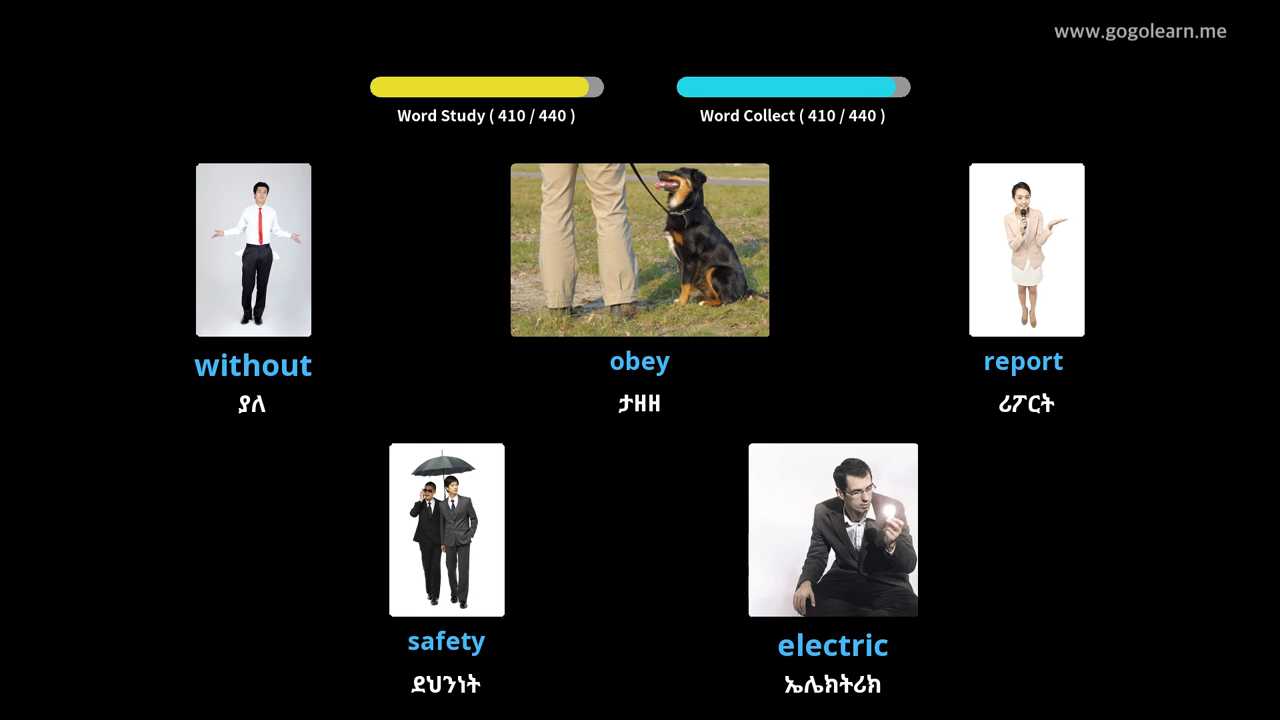 www.gogolearn.me
Word Study ( 410 / 440 )
Word Collect ( 410 / 440 )
without
obey
report
ያለ
ታዘዘ
ሪፖርት
safety
electric
ደህንነት
ኤሌክትሪክ